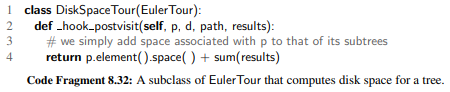 1 class DiskSpaceTour(EulerTour):
2 def _hook_postvisit(self, p, d, path, results):
3 # we simply add space associated with p to that of its subtrees
4 return p.element().space( ) + sum(results)
Code Fragment 8.32: A subclass of EulerTour that computes disk space for a tree.